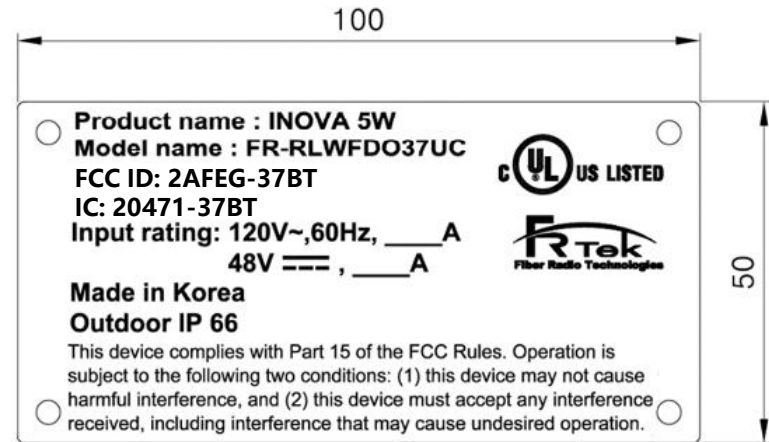 100
Product name : INOVA 5W
Model name : FR-RLWFDO37UC
FCC ID: 2AFEG-37BT
IC: 20471-37BT
C UL ® US LISTED
Input rating: 120V~,60Hz, ____A
48V ⎓ , ____A
FR Tek
Fiber Radio Technologies
50
Made in Korea
Outdoor IP 66
This device complies with Part 15 of the FCC Rules. Operation is
subject to the following two conditions: (1) this device may not cause
harmful interference, and (2) this device must accept any interference
received, including interference that may cause undesired operation.